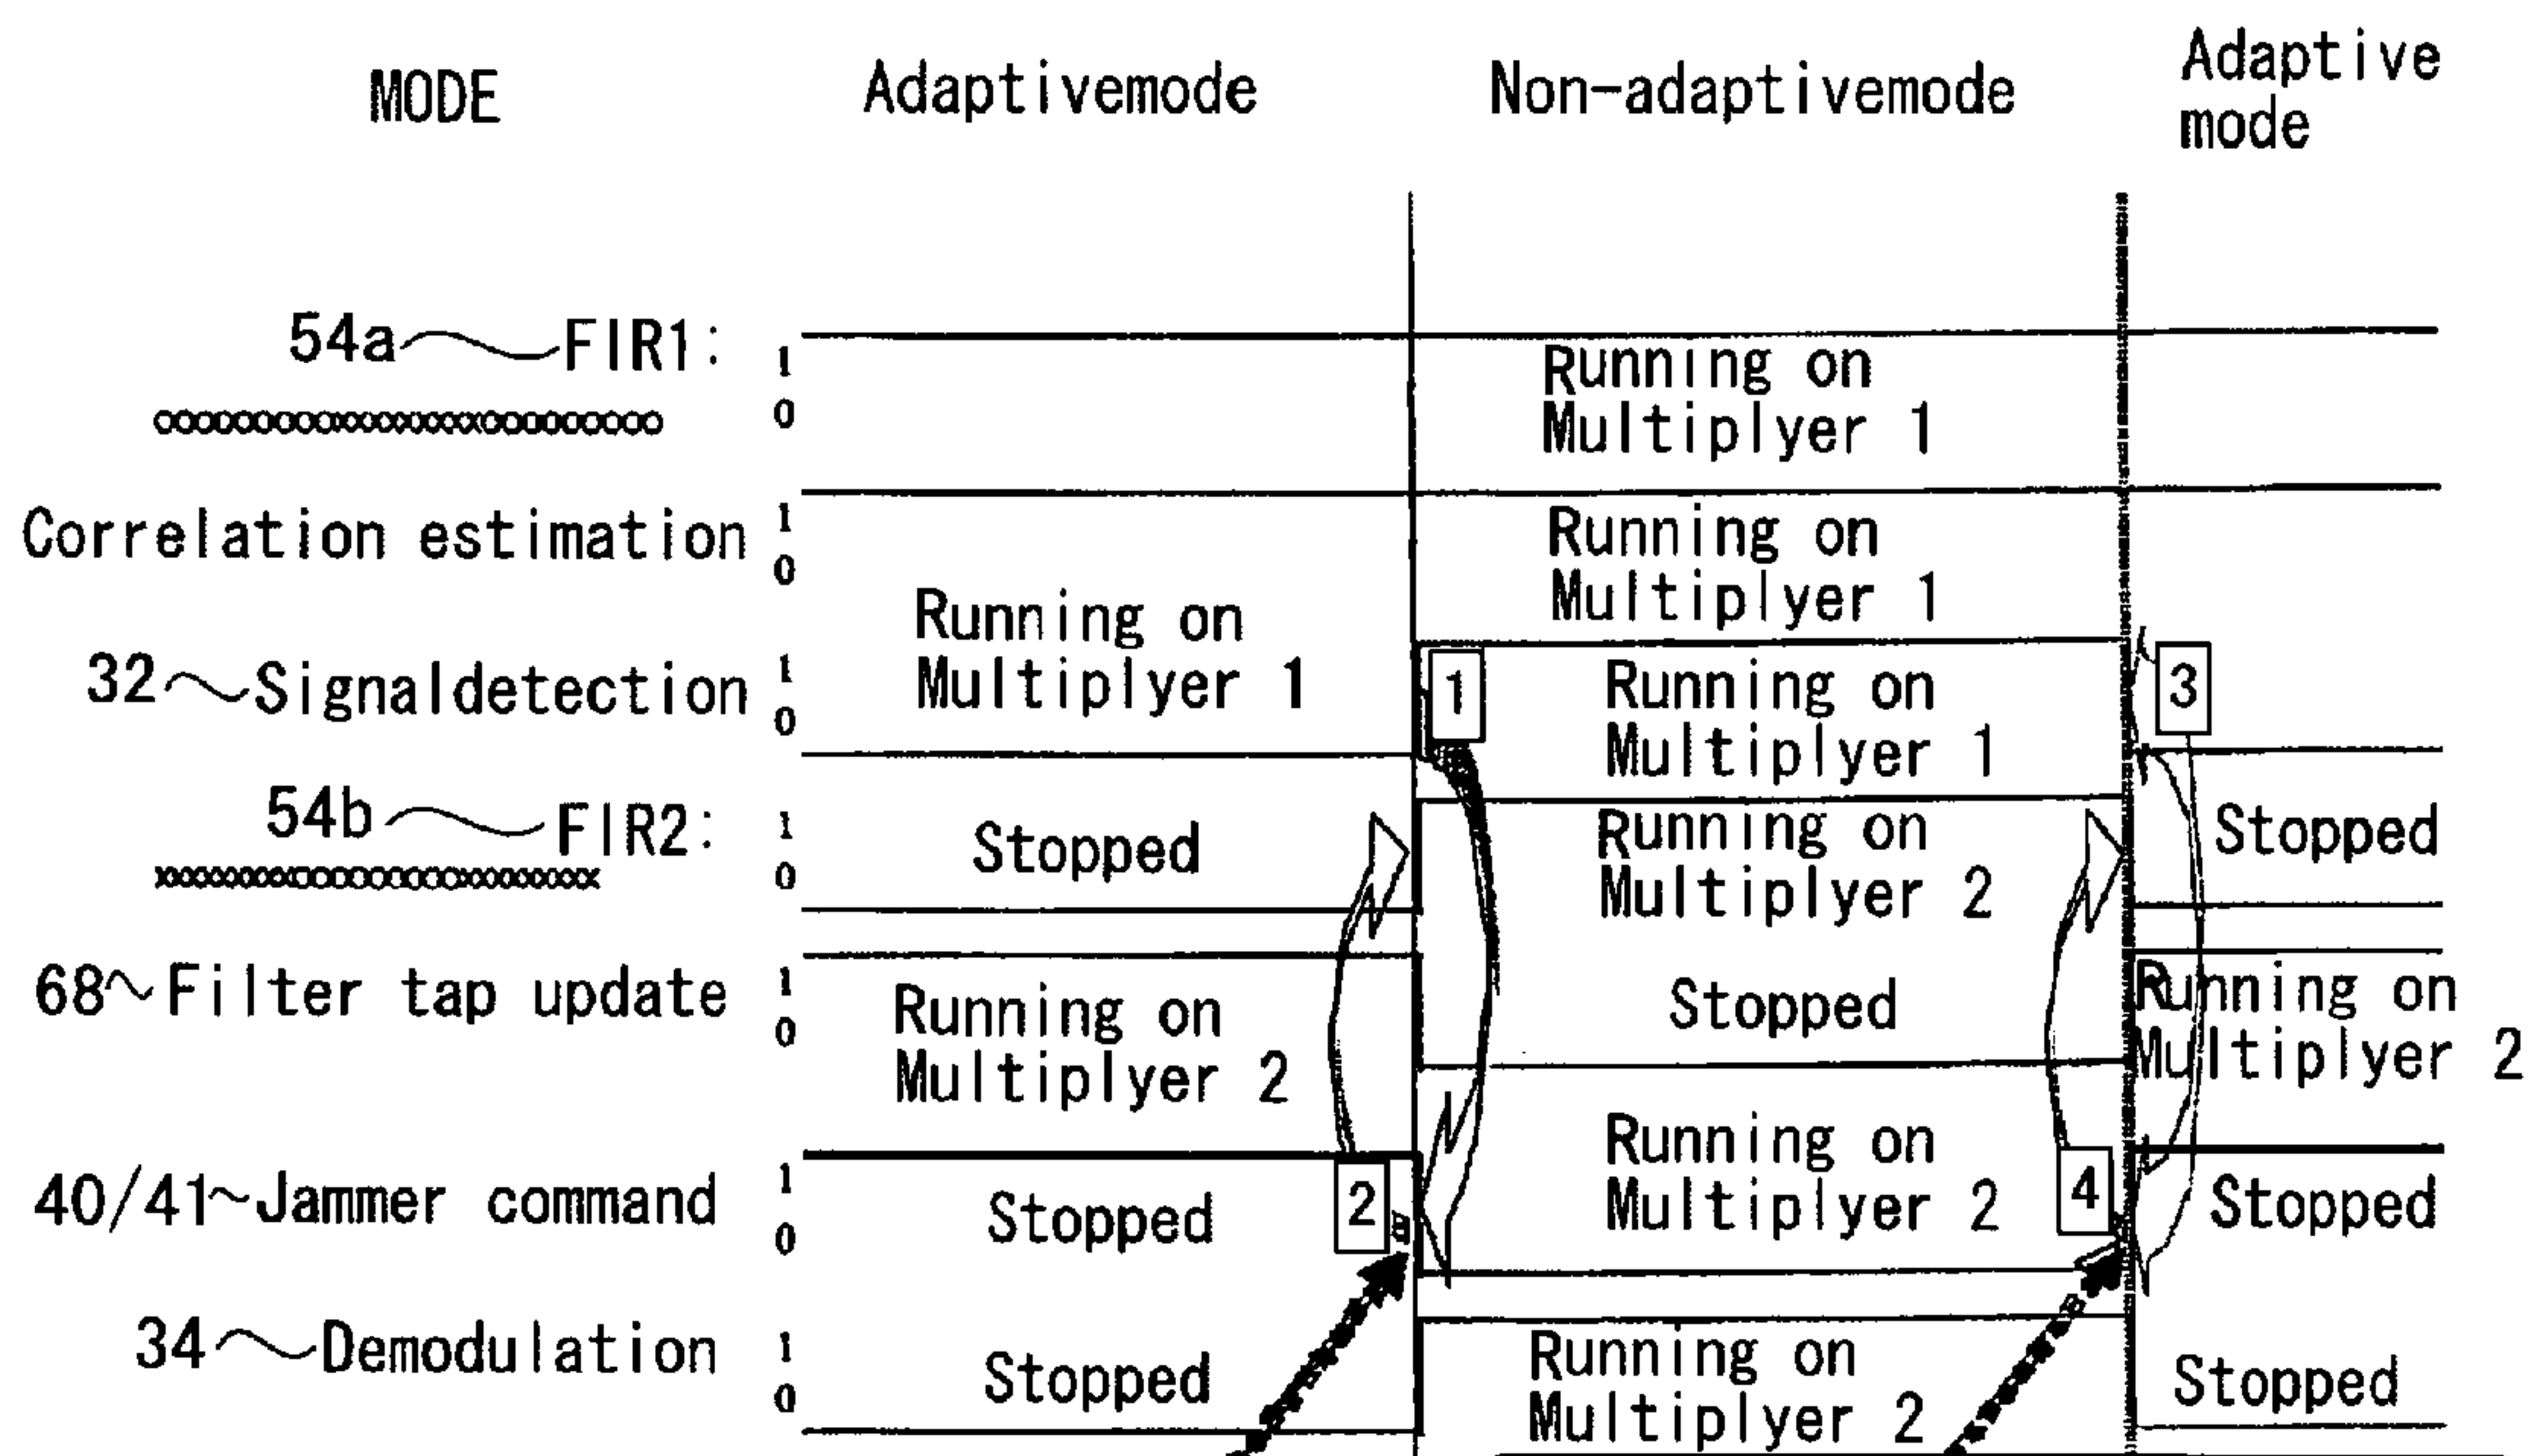 MODE Adaptivemode Non-adaptivemode Adaptive
mode
54a FIR1: 1 Running on
0 Multiplyer 1
Correlation estimation 1 Running on
0 Multiplyer 1
Running on
32 Signaldetection 1 Multiplyer 1 1 Running on 3
0 Multiplyer 1
54b FIR2: 1 Stopped Running on Stopped
0 Multiplyer 2
68 Filter tap update 1 Running on Stopped Running on
0 Multiplyer 2 Multiplyer 2
40/41 Jammer command 1 Stopped 2 Running on 4 Stopped
0 Multiplyer 2
34 Demodulation 1 Stopped Running on Stopped
0 Multiplyer 2